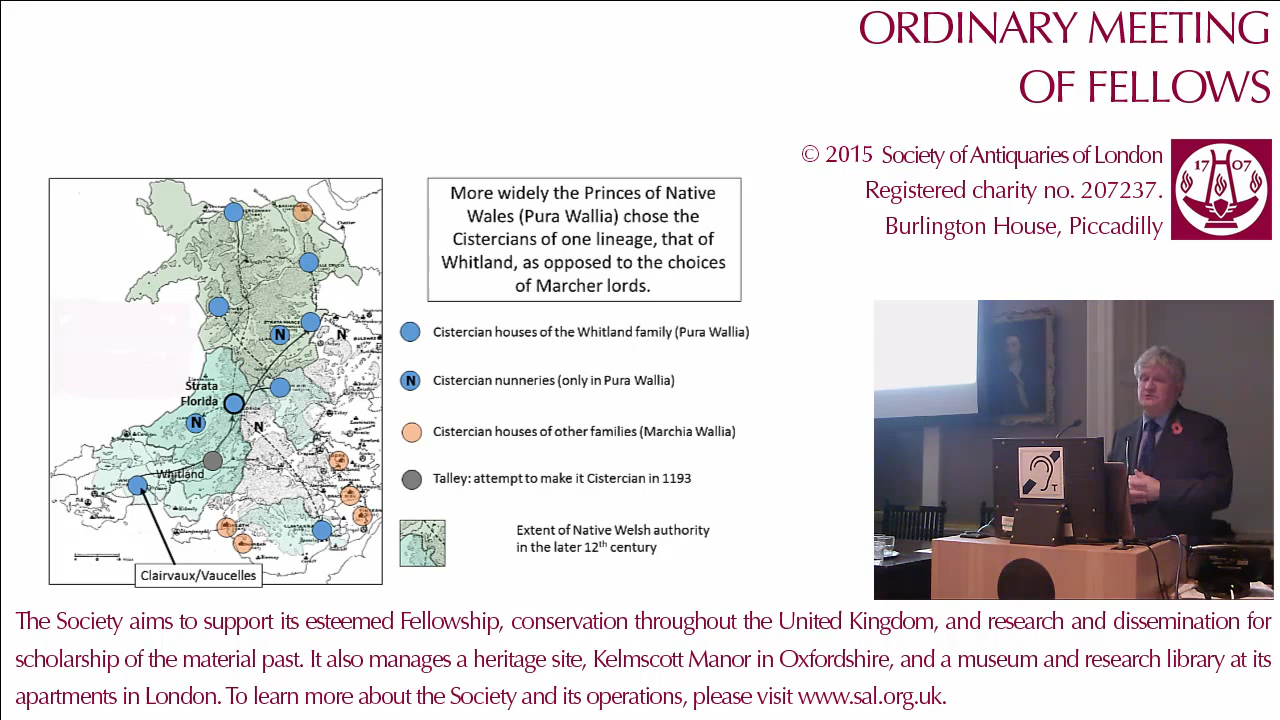 ORDINARY MEETING
OF FELLOWS
© 2015 Society of Antiquaries of London
Registered charity no. 207237.
Burlington House, Piccadilly
17 07
More widely the Princes of Native
Wales (Pura Wallia) chose the
Cistercians of one lineage, that of
Whitland, as opposed to the choices
of Marcher lords.
Cistercian houses of the Whitland family (Pura Wallia)
N
Cistercian nunneries (only in Pura Wallia)
Cistercian houses of other families (Marchia Wallia)
Talley: attempt to make it Cistercian in 1193
Extent of Native Welsh authority
in the later 12th century
N
N
Strata
Florida
N
N
Whitland
Clairvaux/Vaucelles
T
The Society aims to support its esteemed Fellowship, conservation throughout the United Kingdom, and research and dissemination for
scholarship of the material past. It also manages a heritage site, Kelmscott Manor in Oxfordshire, and a museum and research library at its
apartments in London. To learn more about the Society and its operations, please visit www.sal.org.uk.